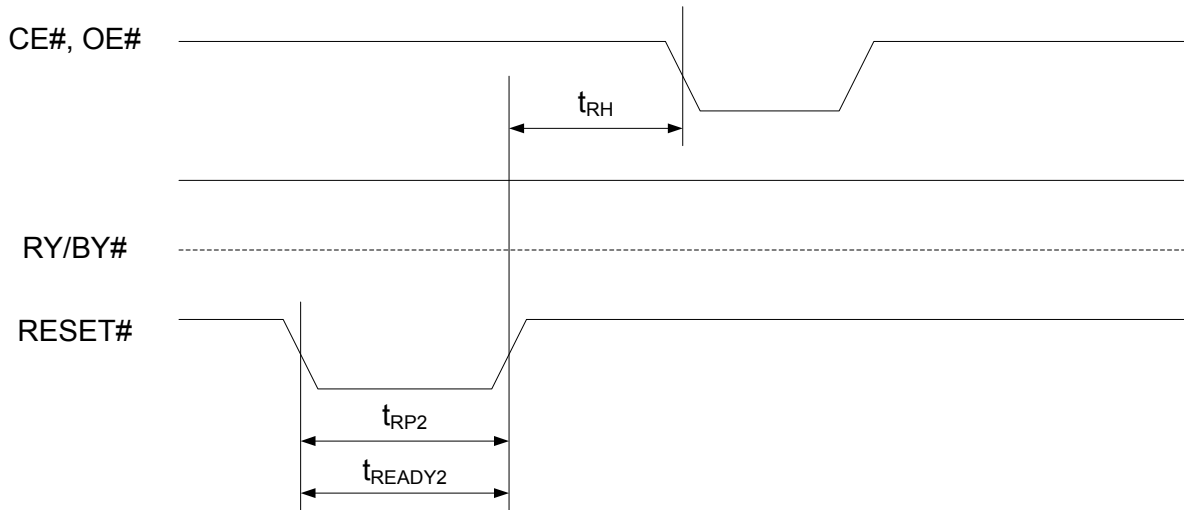 CE#, OE#
tRH
RY/BY#
RESET#
tRP2
tREADY2